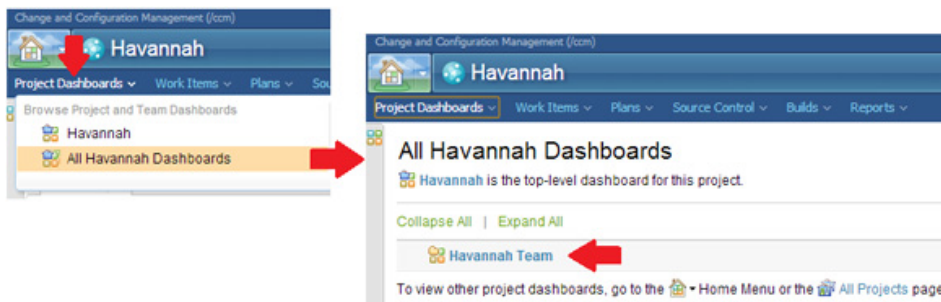 Change and Configuration Management (/ccm)
Havannah
Project Dashboards Work Items Plans Sou
Browse Project and Team Dashboards
Havannah
All Havannah Dashboards
Change and Configuration Management (/ccm)
Havannah
Project Dashboards Work Items Plans Source Control Builds Reports
All Havannah Dashboards
Havannah is the top-level dashboard for this project.
Collapse All | Expand All
Havannah Team
To view other project dashboards, go to the Home Menu or the All Projects page